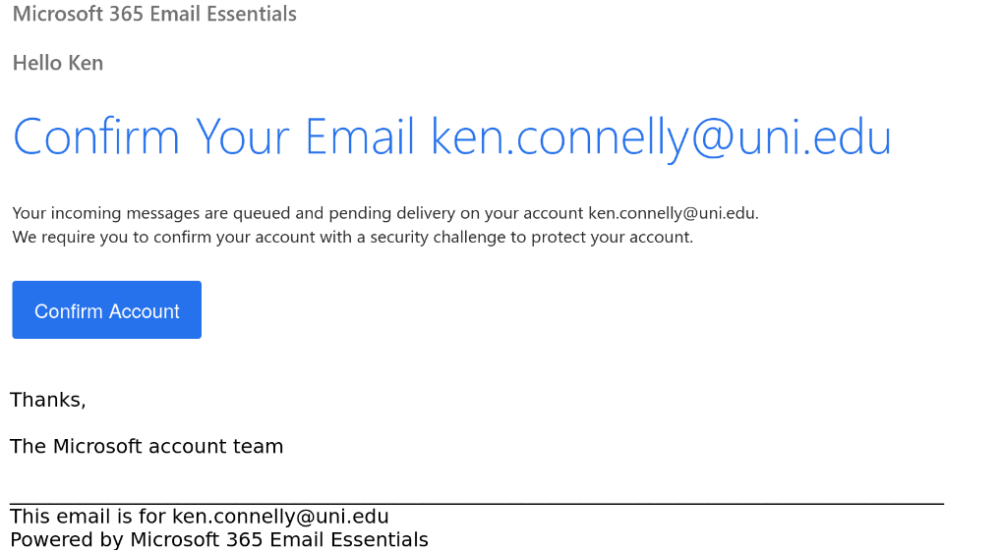 Microsoft 365 Email Essentials
Hello Ken
Confirm Your Email ken.connelly@uni.edu
Your incoming messages are queued and pending delivery on your account ken.connelly@uni.edu.
We require you to confirm your account with a security challenge to protect your account.
Confirm Account
Thanks,
The Microsoft account team
This email is for ken.connelly@uni.edu
Powered by Microsoft 365 Email Essentials